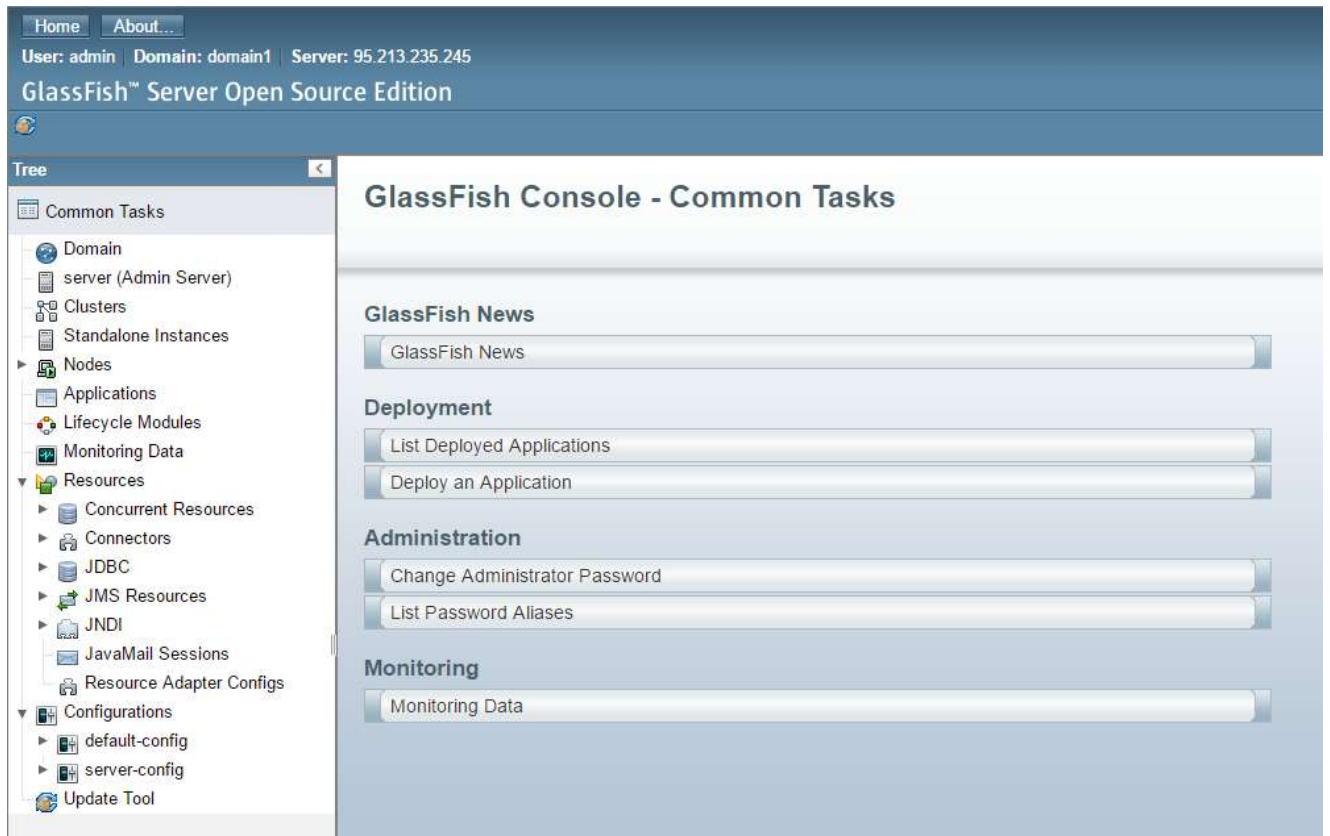 Home About...
User: admin Domain: domain1 Server: 95.213.235.245
GlassFish™ Server Open Source Edition
Tree
Common Tasks
Domain
server (Admin Server)
Clusters
Standalone Instances
Nodes
Applications
Lifecycle Modules
Monitoring Data
Resources
Concurrent Resources
Connectors
JDBC
JMS Resources
JNDI
JavaMail Sessions
Resource Adapter Configs
Configurations
default-config
server-config
Update Tool
GlassFish Console - Common Tasks
GlassFish News
GlassFish News
Deployment
List Deployed Applications
Deploy an Application
Administration
Change Administrator Password
List Password Aliases
Monitoring
Monitoring Data